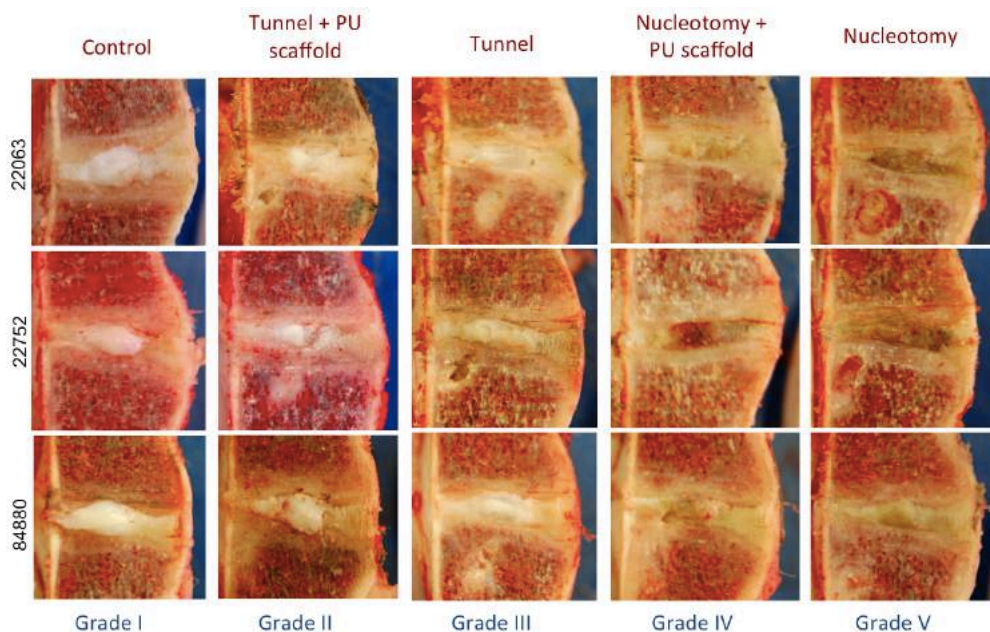 Control
Tunnel + PU
scaffold
Tunnel
Nucleotomy +
PU scaffold
Nucleotomy
22063
22752
84880
Grade I
Grade II
Grade III
Grade IV
Grade V